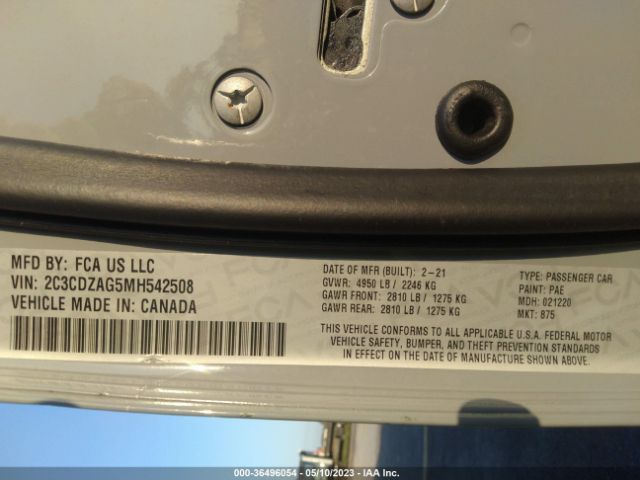 MFD BY: FCA US LLC
VIN: 2C3CDZAG5MH542508
VEHICLE MADE IN: CANADA
DATE OF MFR (BUILT): 2-21
GVWR: 4950 LB / 2246 KG
GAWR FRONT: 2810 LB / 1275 KG
GAWR REAR: 2810 LB / 1275 KG
TYPE: PASSENGER CAR
PAINT: PAE
MDH: 021220
MKT: 875
THIS VEHICLE CONFORMS TO ALL APPLICABLE U.S.A. FEDERAL MOTOR
VEHICLE SAFETY, BUMPER, AND THEFT PREVENTION STANDARDS
IN EFFECT ON THE DATE OF MANUFACTURE SHOWN ABOVE.
000-36496054 - 05/10/2023 - IAA Inc.